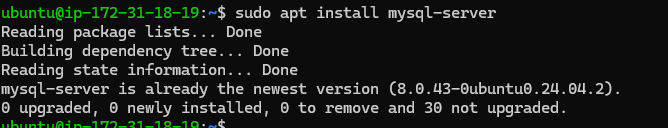 ubuntu@ip-172-31-18-19:~$ sudo apt install mysql-server
Reading package lists... Done
Building dependency tree... Done
Reading state information... Done
mysql-server is already the newest version (8.0.43-0ubuntu0.24.04.2).
0 upgraded, 0 newly installed, 0 to remove and 30 not upgraded.
ubuntu@ip-172-31-18-19:~$